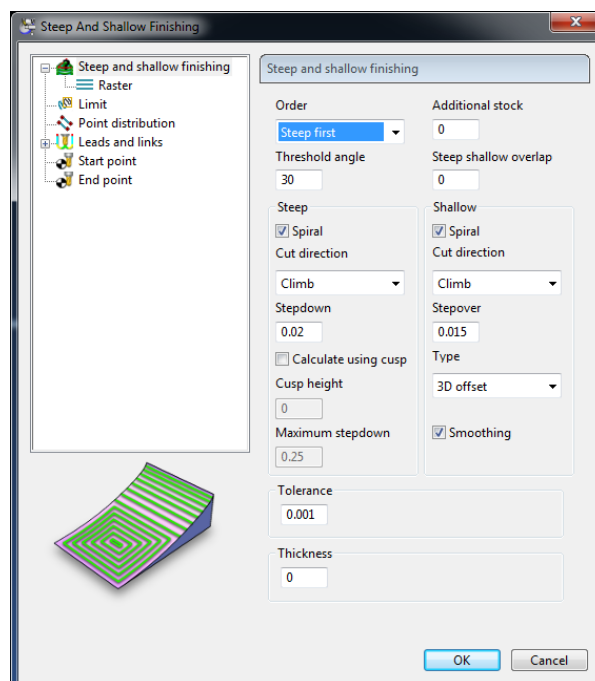 Steep And Shallow Finishing
Steep and shallow finishing
Raster
Limit
Point distribution
Leads and links
Start point
End point
Steep and shallow finishing
Order
Additional stock
Steep first
0
Threshold angle
Steep shallow overlap
30
0
Steep
Spiral
Cut direction
Climb
Stepdown
0.02
Calculate using cusp
Cusp height
0
Maximum stepdown
0.25
Shallow
Spiral
Cut direction
Climb
Stepover
0.015
Type
3D offset
Smoothing
Tolerance
0.001
Thickness
0
OK
Cancel